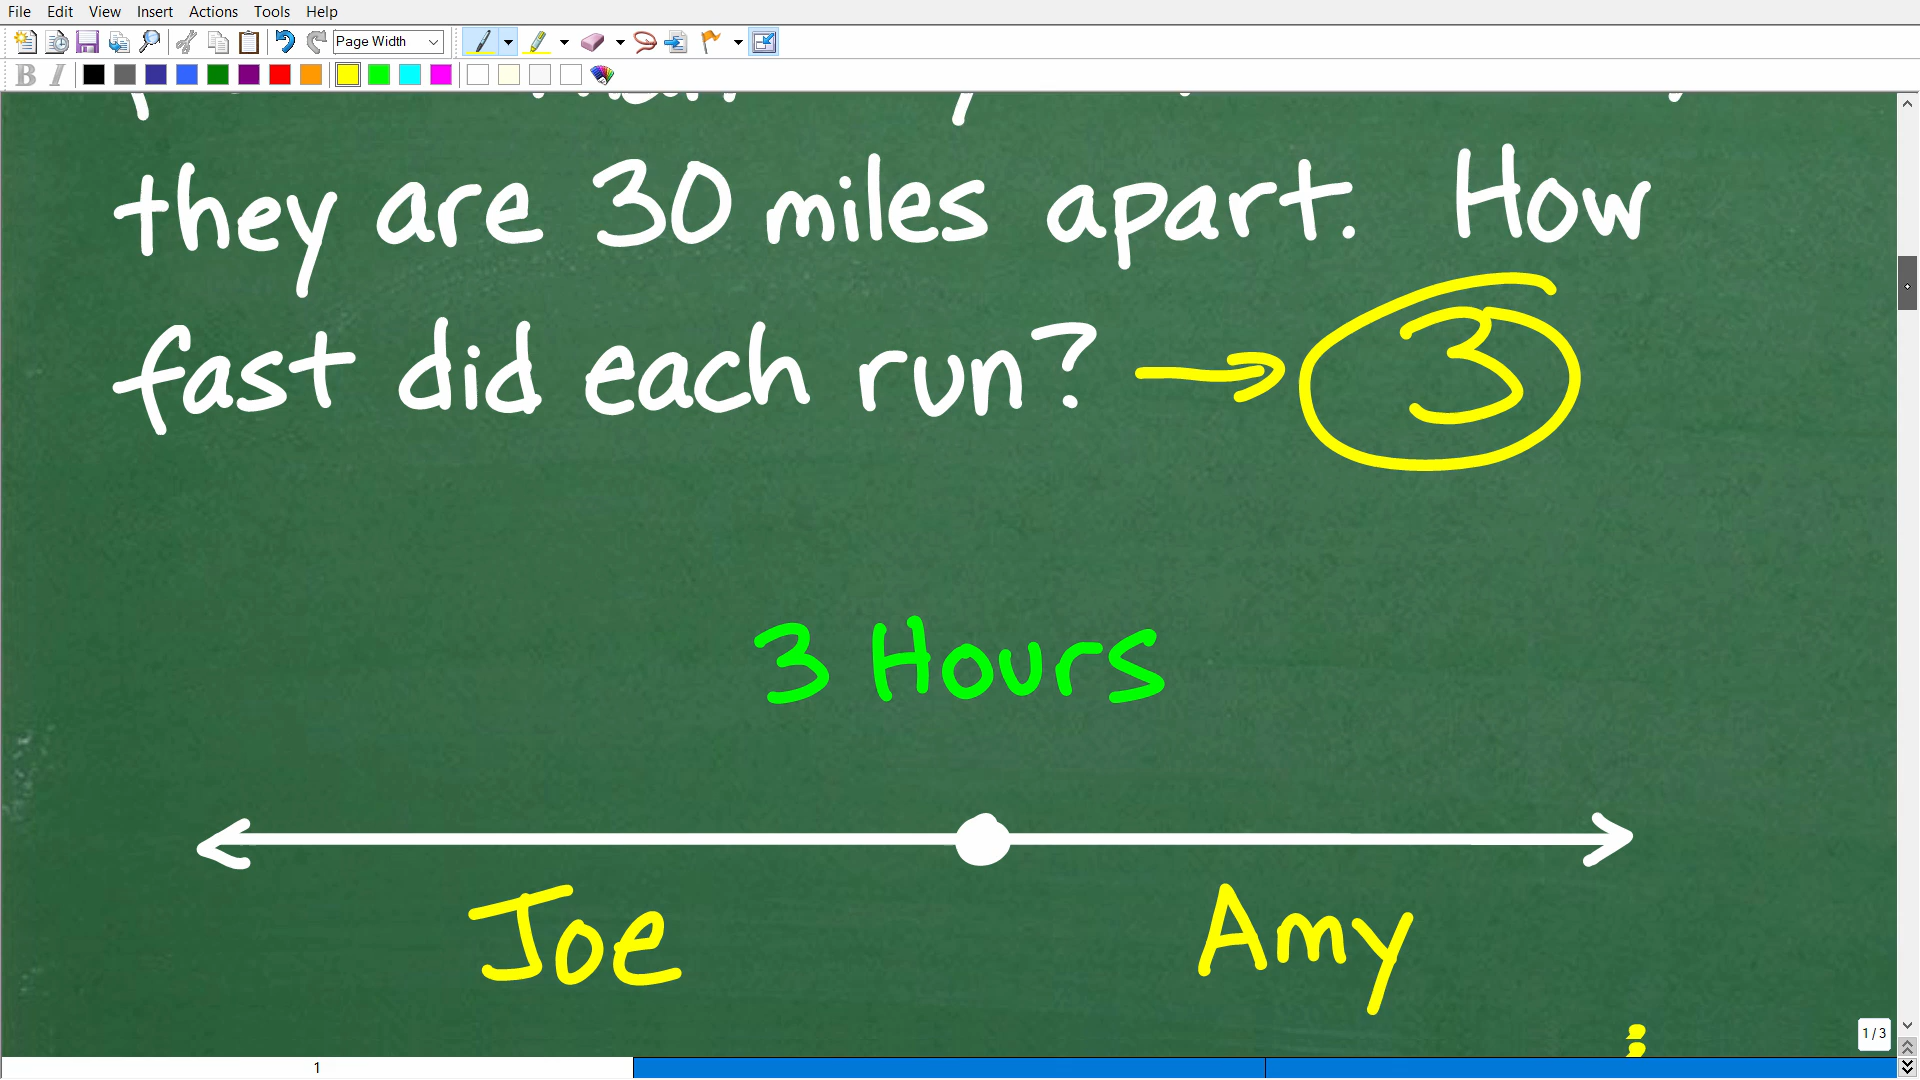 File Edit View Insert Actions Tools Help
Page Width
B I
they are 30 miles apart. How
fast did each run? → 3
3 Hours
Joe Amy
1 / 3
1